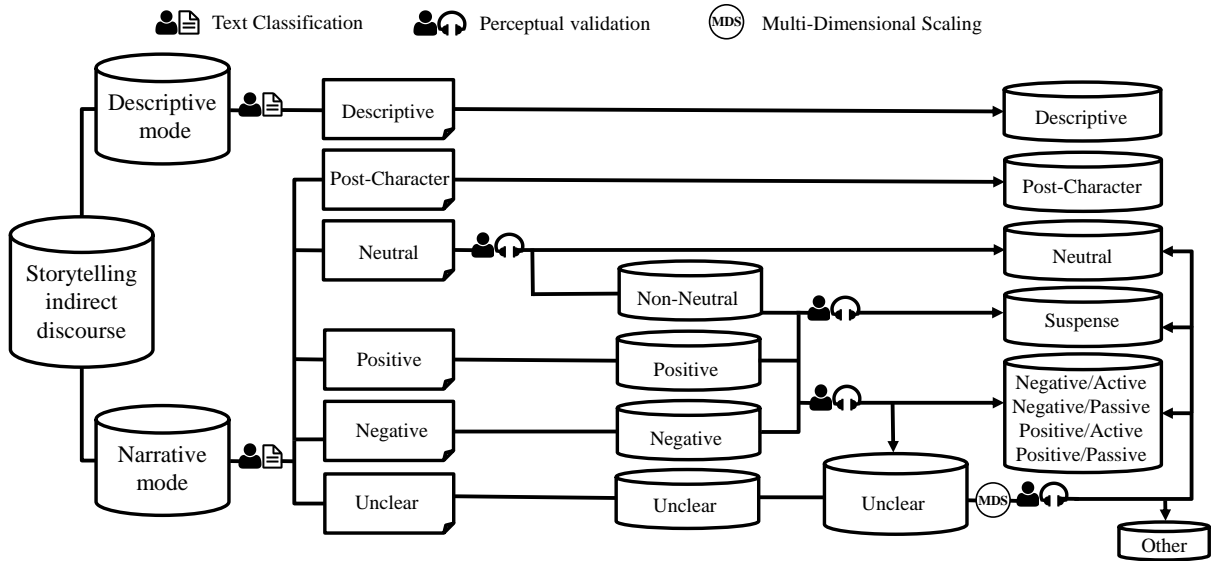 Text Classification
Perceptual validation
MDS
Multi-Dimensional Scaling
Descriptive
mode
Descriptive
Descriptive
Post-Character
Post-Character
Storytelling
indirect
discourse
Neutral
Neutral
Non-Neutral
Suspense
Positive
Positive
Negative/Active
Negative/Passive
Positive/Active
Positive/Passive
Negative
Negative
Narrative
mode
Unclear
Unclear
Unclear
MDS
Other